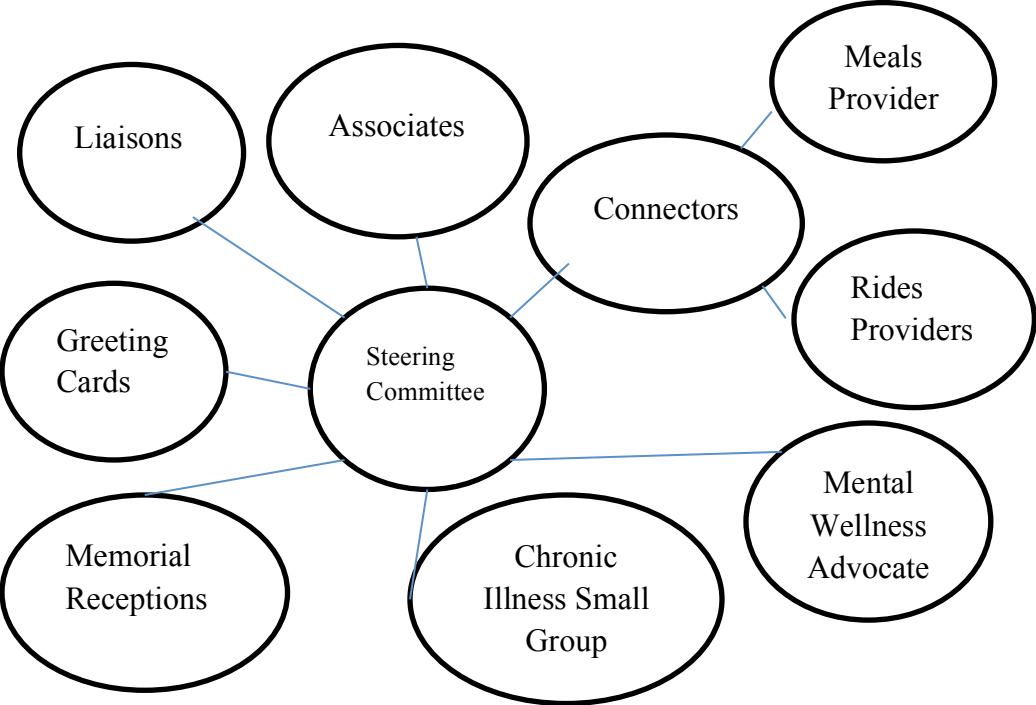 Meals
Provider
Liaisons
Associates
Connectors
Rides
Providers
Greeting
Cards
Steering
Committee
Mental
Wellness
Advocate
Memorial
Receptions
Chronic
Illness Small
Group